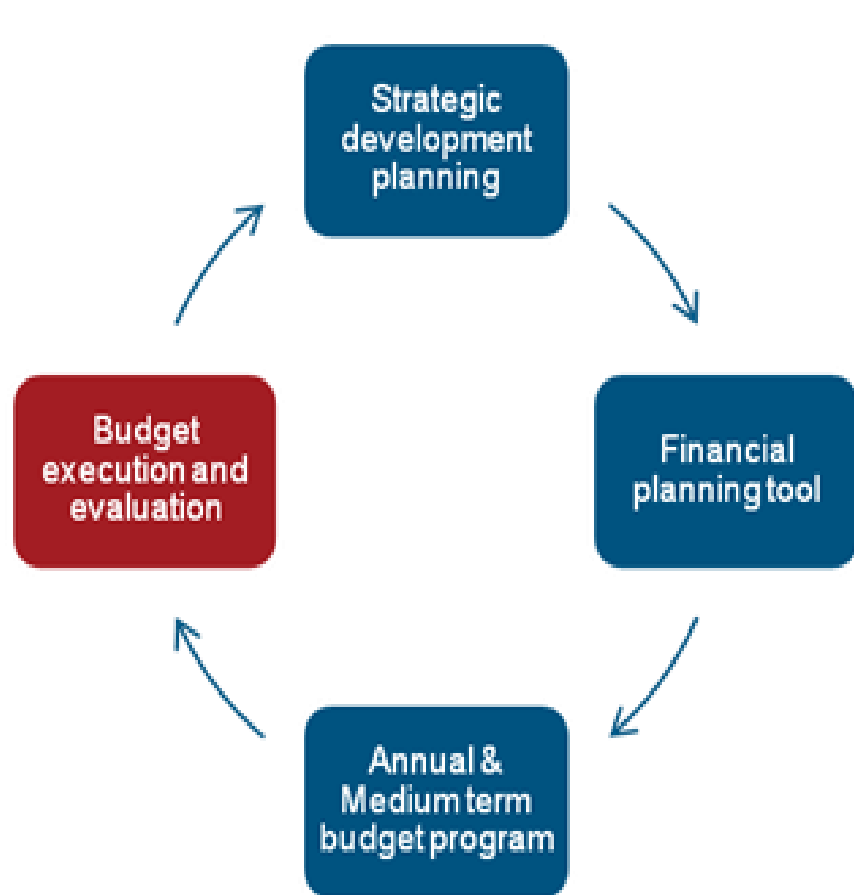 Strategic
development
planning
Financial
planning tool
Annual &
Medium term
budget program
Budget
execution and
evaluation